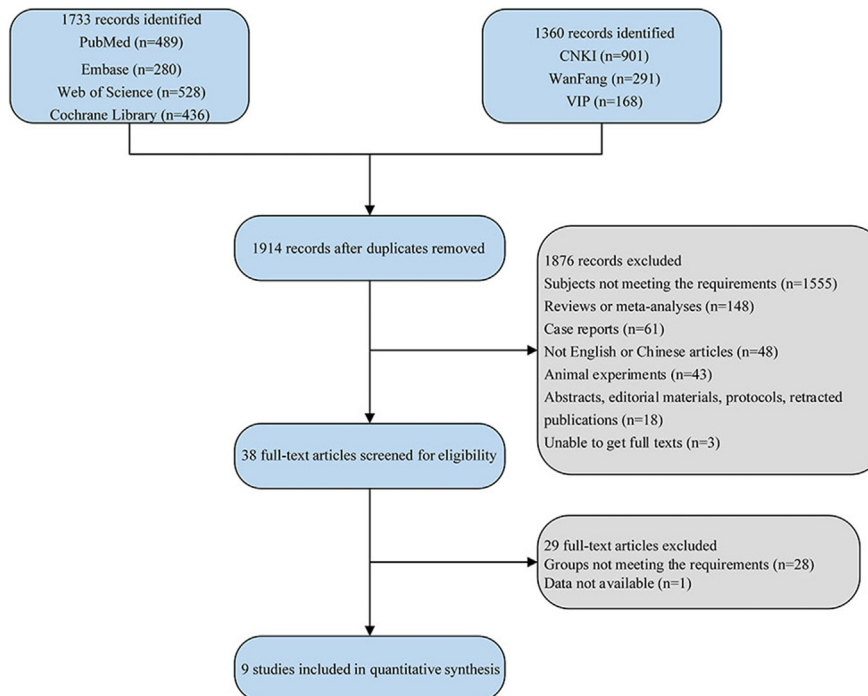 1733 records identified
PubMed (n=489)
Embase (n=280)
Web of Science (n=528)
Cochrane Library (n=436)
1360 records identified
CNKI (n=901)
WanFang (n=291)
VIP (n=168)
1914 records after duplicates removed
1876 records excluded
Subjects not meeting the requirements (n=1555)
Reviews or meta-analyses (n=148)
Case reports (n=61)
Not English or Chinese articles (n=48)
Animal experiments (n=43)
Abstracts, editorial materials, protocols, retracted
publications (n=18)
Unable to get full texts (n=3)
38 full-text articles screened for eligibility
29 full-text articles excluded
Groups not meeting the requirements (n=28)
Data not available (n=1)
9 studies included in quantitative synthesis